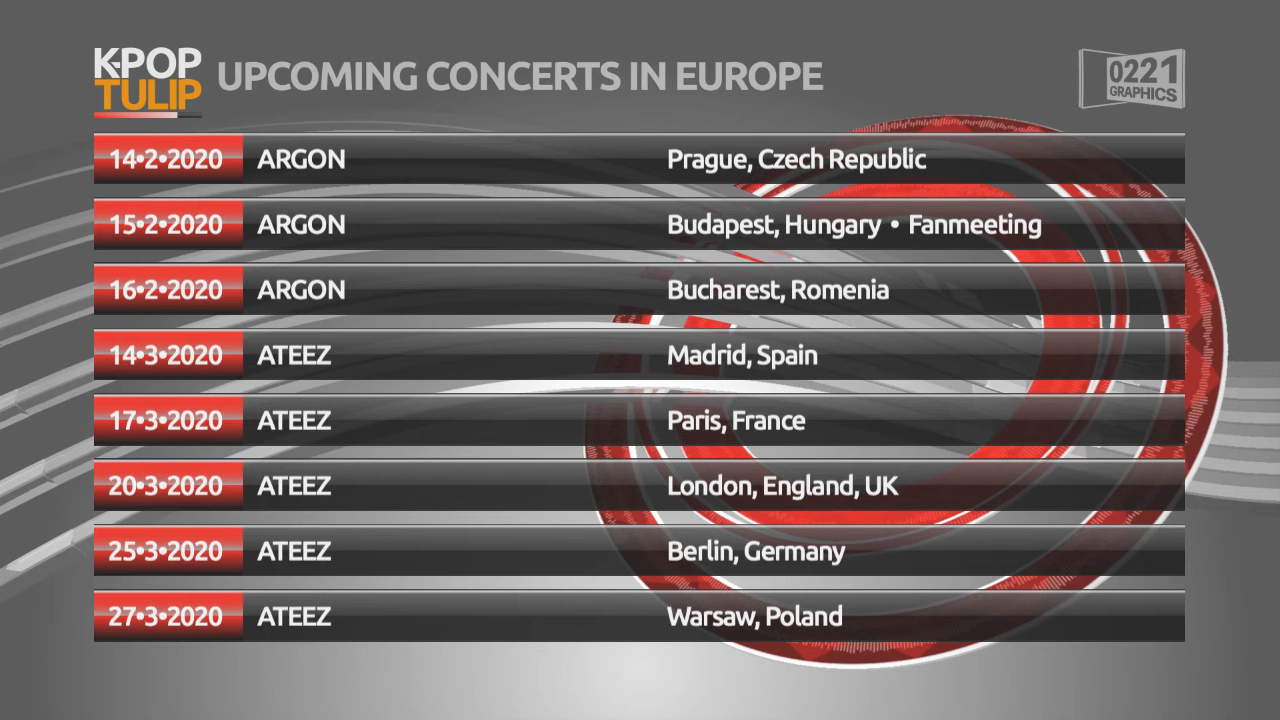 K-POP
TULIP
UPCOMING CONCERTS IN EUROPE
0221
GRAPHICS
14•2•2020 ARGON Prague, Czech Republic
15•2•2020 ARGON Budapest, Hungary • Fanmeeting
16•2•2020 ARGON Bucharest, Romenia
14•3•2020 ATEEZ Madrid, Spain
17•3•2020 ATEEZ Paris, France
20•3•2020 ATEEZ London, England, UK
25•3•2020 ATEEZ Berlin, Germany
27•3•2020 ATEEZ Warsaw, Poland